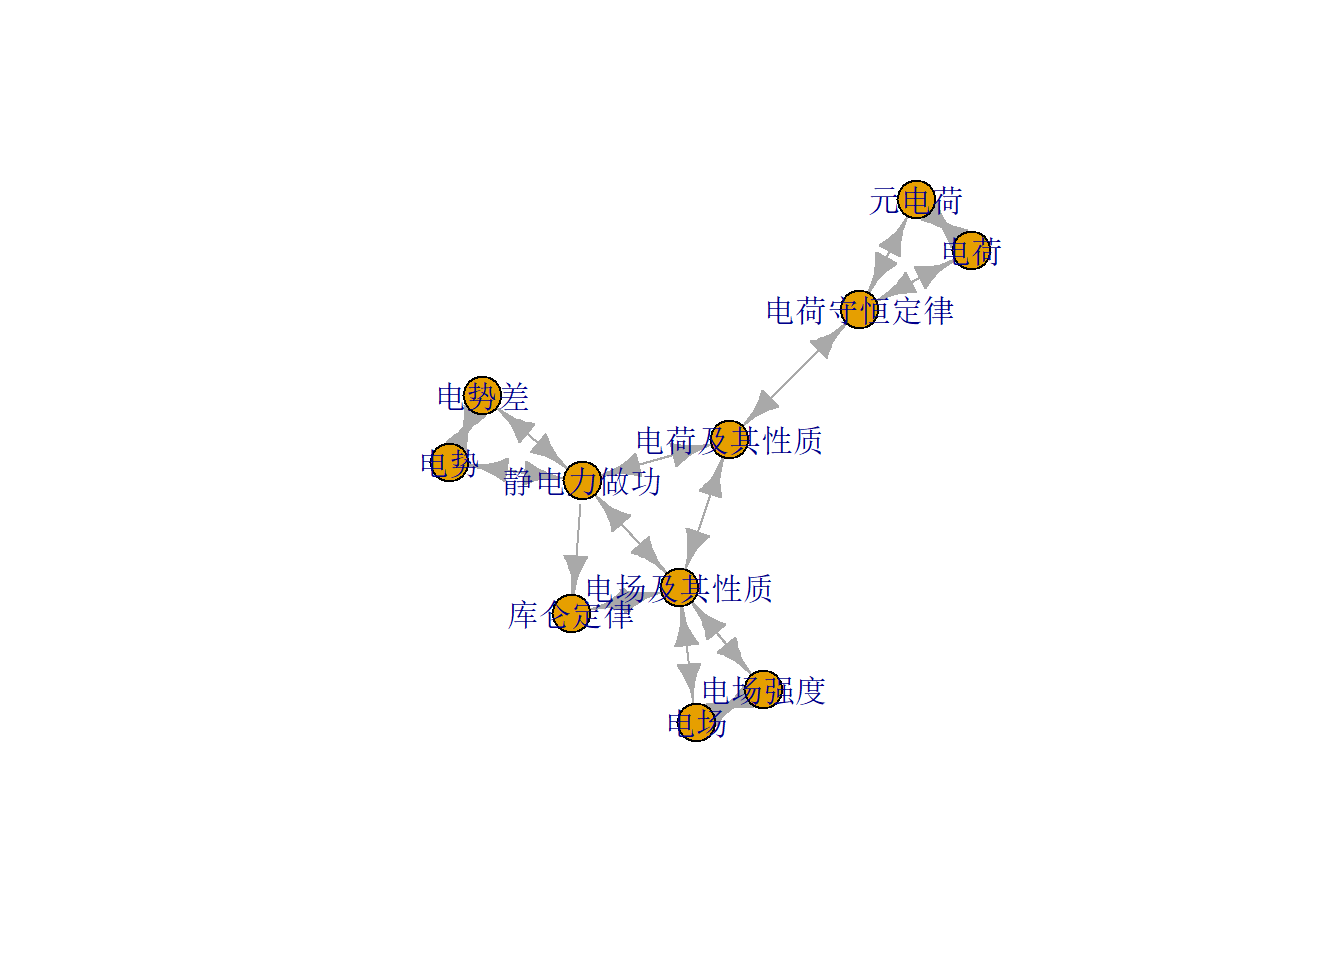 元电荷
电荷
电荷守恒定律
电势差
电荷及其性质
电势
静电力做功
电场及其性质
库仑定律
电场强度
电场